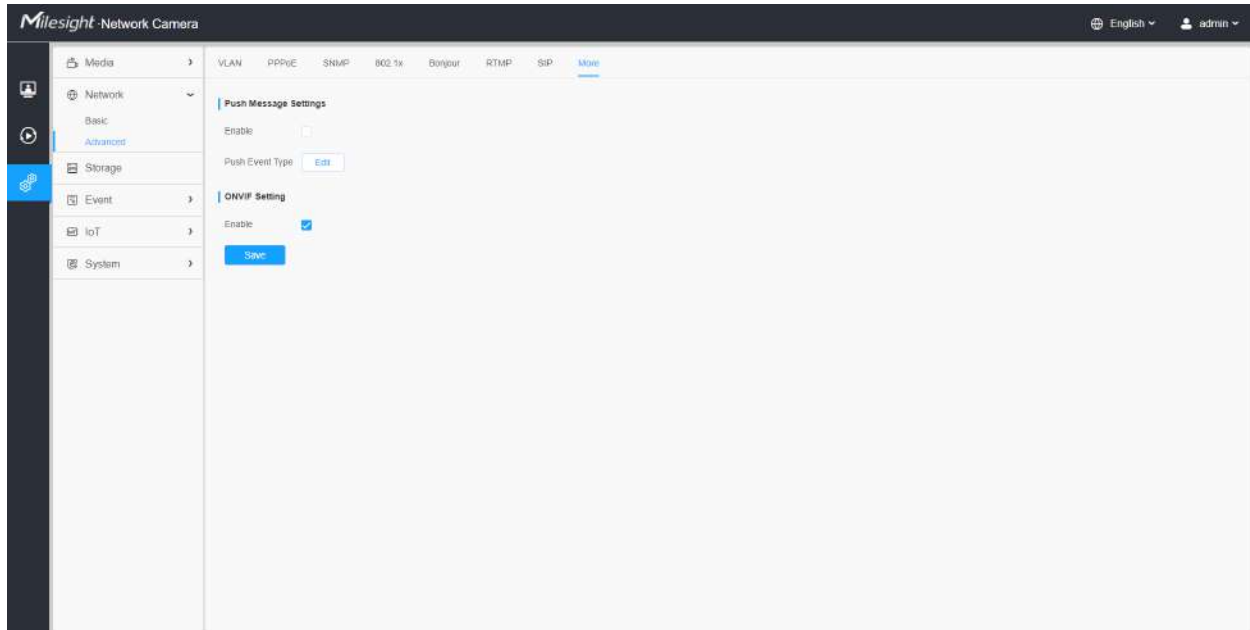 Milesight Network Camera
English
admin
Media
Network
Basic
Advanced
Storage
Event
IoT
System
VLAN PPPoE SNMP 802.1x Bonjour RTMP SIP More
Push Message Settings
Enable
Push Event Type Edit
ONVIF Setting
Enable
Save